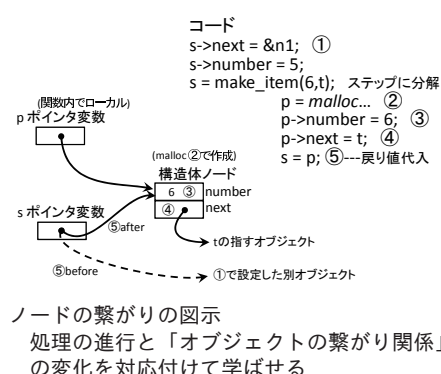 コード
s->next = &n1; ①
s->number = 5;
s = make_item(6,t); ステップに分解
p = malloc... ②
p->number = 6; ③
p->next = t; ④
s = p; ⑤---戻り値代入
(関数内でローカル)
p ポインタ変数
(malloc②で作成)
構造体ノード
6 ③ number
④ next
s ポインタ変数
⑤after
tの指すオブジェクト
⑤before
①で設定した別オブジェクト
ノードの繋がりの図示
処理の進行と「オブジェクトの繋がり関係」
の変化を対応付けて学ばせる